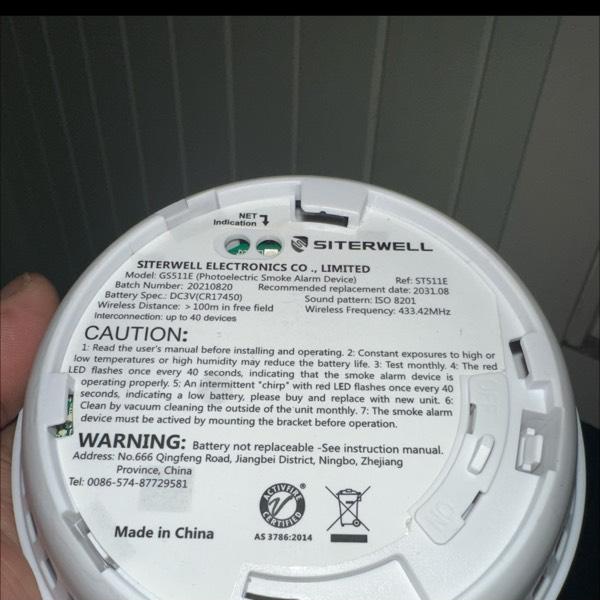 NET
Indication
SITERWELL
SITERWELL ELECTRONICS CO ., LIMITED
Model: GS511E (Photoelectric Smoke Alarm Device) Ref: ST511E
Batch Number: 20210820 Recommended replacement date: 2031.08
Battery Spec.: DC3V(CR17450) Sound pattern: ISO 8201
Wireless Distance: > 100m in free field Wireless Frequency: 433.42MHz
Interconnection: up to 40 devices
CAUTION:
1: Read the user's manual before installing and operating. 2: Constant exposures to high or
low temperatures or high humidity may reduce the battery life. 3: Test monthly. 4: The red
LED flashes once every 40 seconds, indicating that the smoke alarm device is
operating properly. 5: An intermittent "chirp" with red LED flashes once every 40
seconds, indicating a low battery, please buy and replace with new unit. 6:
Clean by vacuum cleaning the outside of the unit monthly. 7: The smoke alarm
device must be actived by mounting the bracket before operation.
WARNING: Battery not replaceable -See instruction manual.
Address: No.666 Qingfeng Road, Jiangbei District, Ningbo, Zhejiang
Province, China
Tel: 0086-574-87729581
Made in China
ACTIVFIRE
CERTIFIED
AS 3786:2014